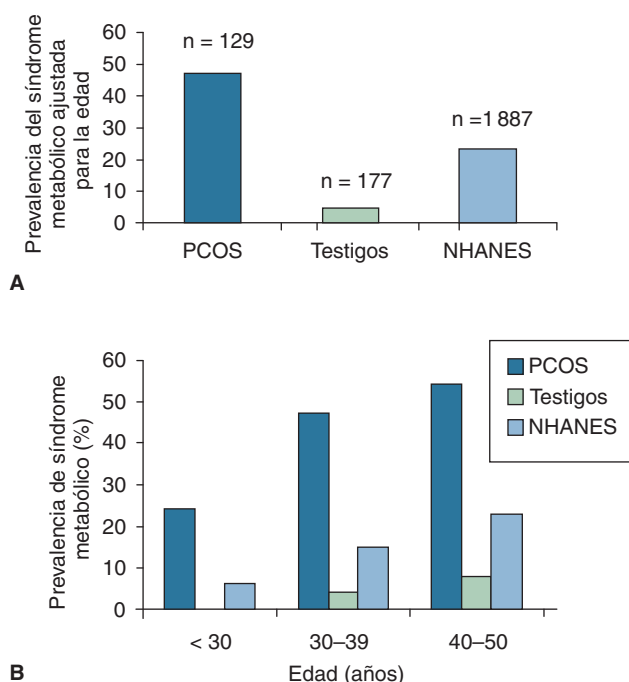 Prevalencia del síndrome
metabólico ajustada
para la edad
60
50
40
30
20
10
0
n = 129
n = 177
n =1 887
PCOS
Testigos
NHANES
A
Prevalencia de síndrome
metabólico (%)
60
50
40
30
20
10
0
PCOS
Testigos
NHANES
< 30
30–39
40–50
Edad (años)
B